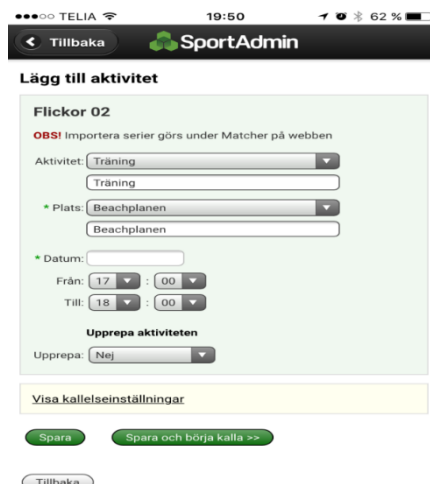 TELIA 19:50 62 %
Tillbaka SportAdmin
Lägg till aktivitet
Flickor 02
OBS! Importera serier görs under Matcher på webben
Aktivitet: Träning
Träning
* Plats: Beachplanen
Beachplanen
* Datum:
Från: 17 : 00
Till: 18 : 00
Upprepa aktiviteten
Upprepa: Nej
Visa kallelseinställningar
Spara Spara och börja kalla >>
Tillbaka